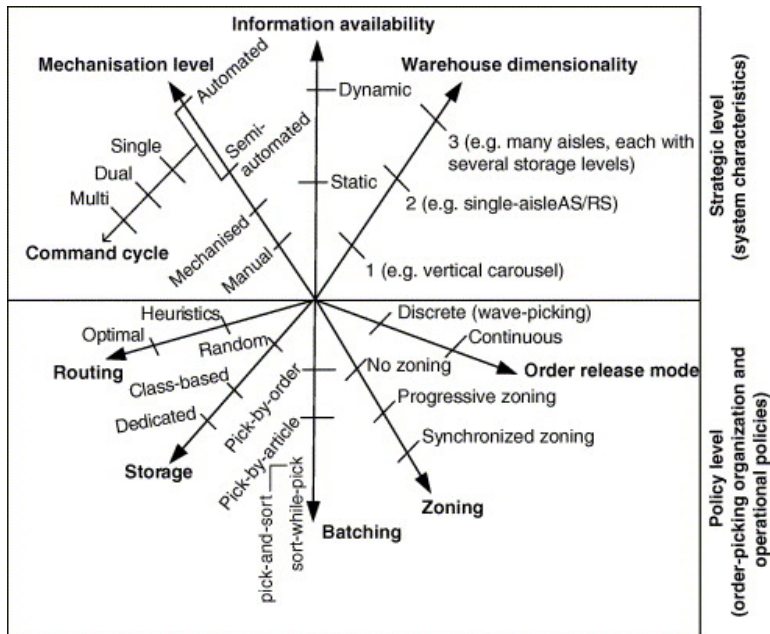 Information availability
Mechanisation level
Automated
Warehouse dimensionality
Dynamic
Single
Semi-
automated
3 (e.g. many aisles, each with
several storage levels)
Dual
Static
Multi
2 (e.g. single-aisleAS/RS)
Command cycle
Mechanised
Manual
1 (e.g. vertical carousel)
Strategic level
(system characteristics)
Heuristics
Discrete (wave-picking)
Optimal
Random
Continuous
Routing
No zoning
Order release mode
Class-based
Pick-by-order
Progressive zoning
Dedicated
Pick-by-article
Synchronized zoning
Storage
pick-and-sort
sort-while-pick
Zoning
Batching
Policy level
(order-picking organization and
operational policies)